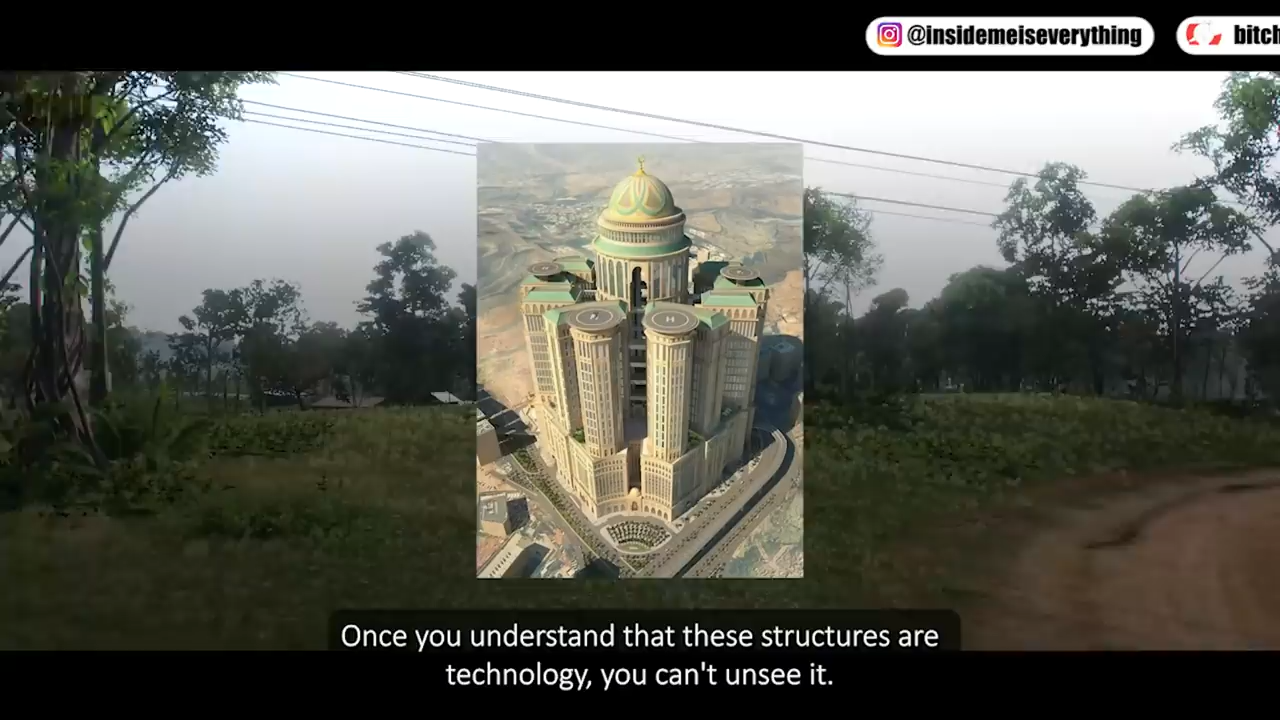 @insidemeiseverything
bitch
H
Once you understand that these structures are
technology, you can't unsee it.